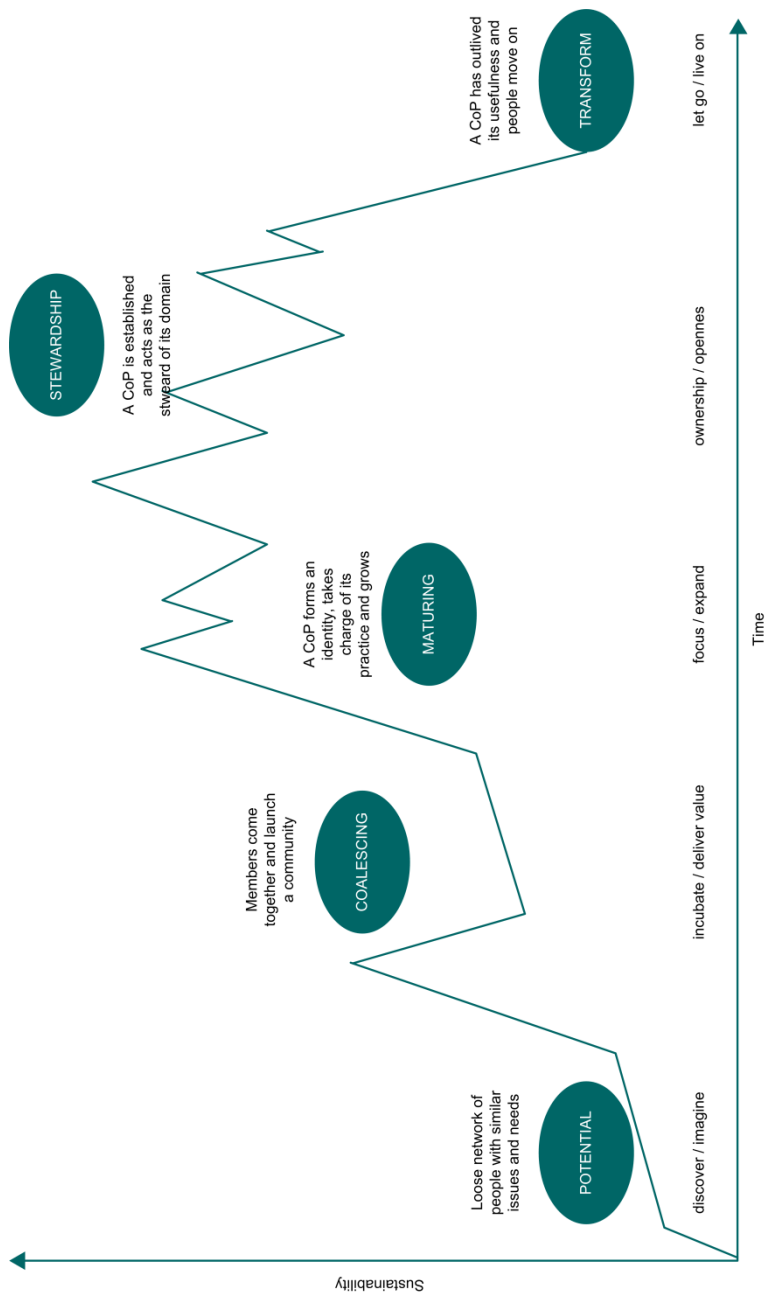 Sustainability
Loose network of
people with similar
issues and needs
POTENTIAL
discover / imagine
Members come
together and launch
a community
COALESCING
incubate / deliver value
A CoP forms an
identity, takes
charge of its
practice and grows
MATURING
focus / expand
STEWARDSHIP
A CoP is established
and acts as the
stweard of its domain
ownership / opennes
A CoP has outlived
its usefulness and
people move on
TRANSFORM
let go / live on
Time